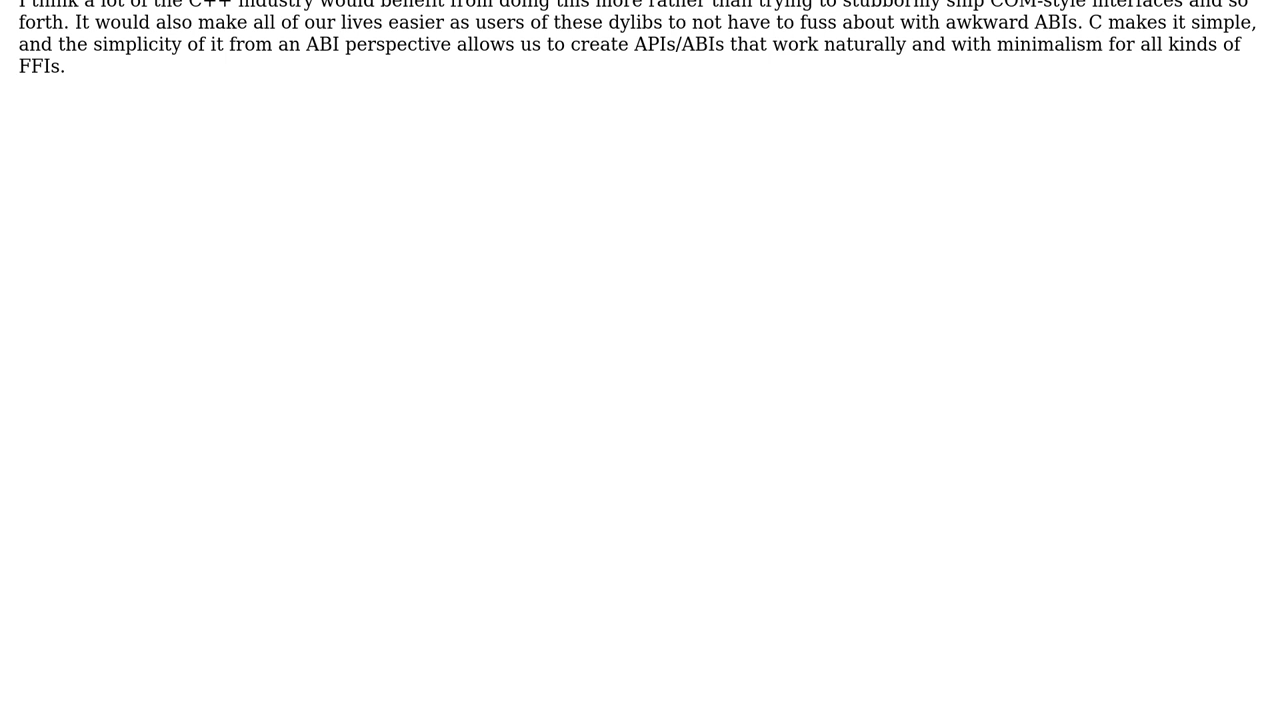 I think a lot of the C++ industry would benefit from doing this more rather than trying to stubbornly ship COM-style interfaces and so
forth. It would also make all of our lives easier as users of these dylibs to not have to fuss about with awkward ABIs. C makes it simple,
and the simplicity of it from an ABI perspective allows us to create APIs/ABIs that work naturally and with minimalism for all kinds of
FFIs.